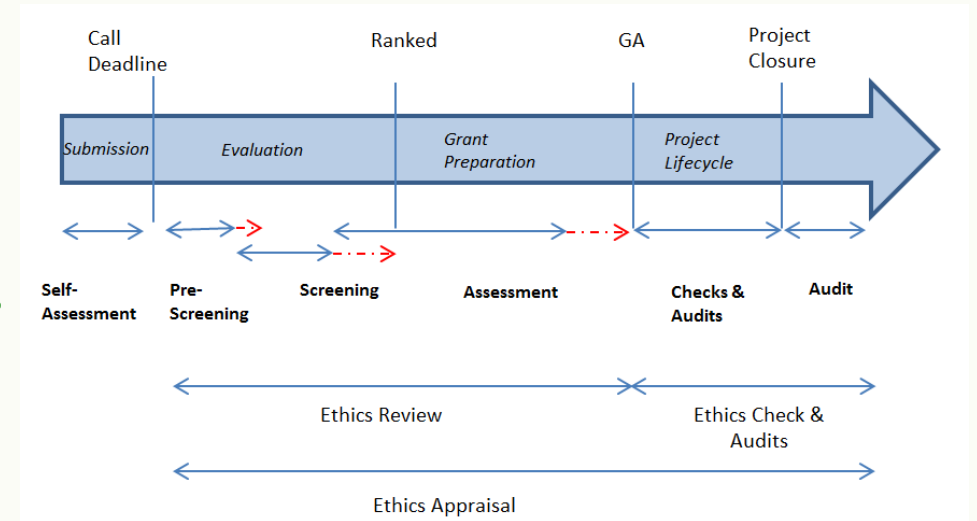 Call
Deadline
Ranked
GA
Project
Closure
Submission
Evaluation
Grant
Preparation
Project
Lifecycle
Self-
Assessment
Pre-
Screening
Screening
Assessment
Checks &
Audits
Audit
Ethics Review
Ethics Check &
Audits
Ethics Appraisal